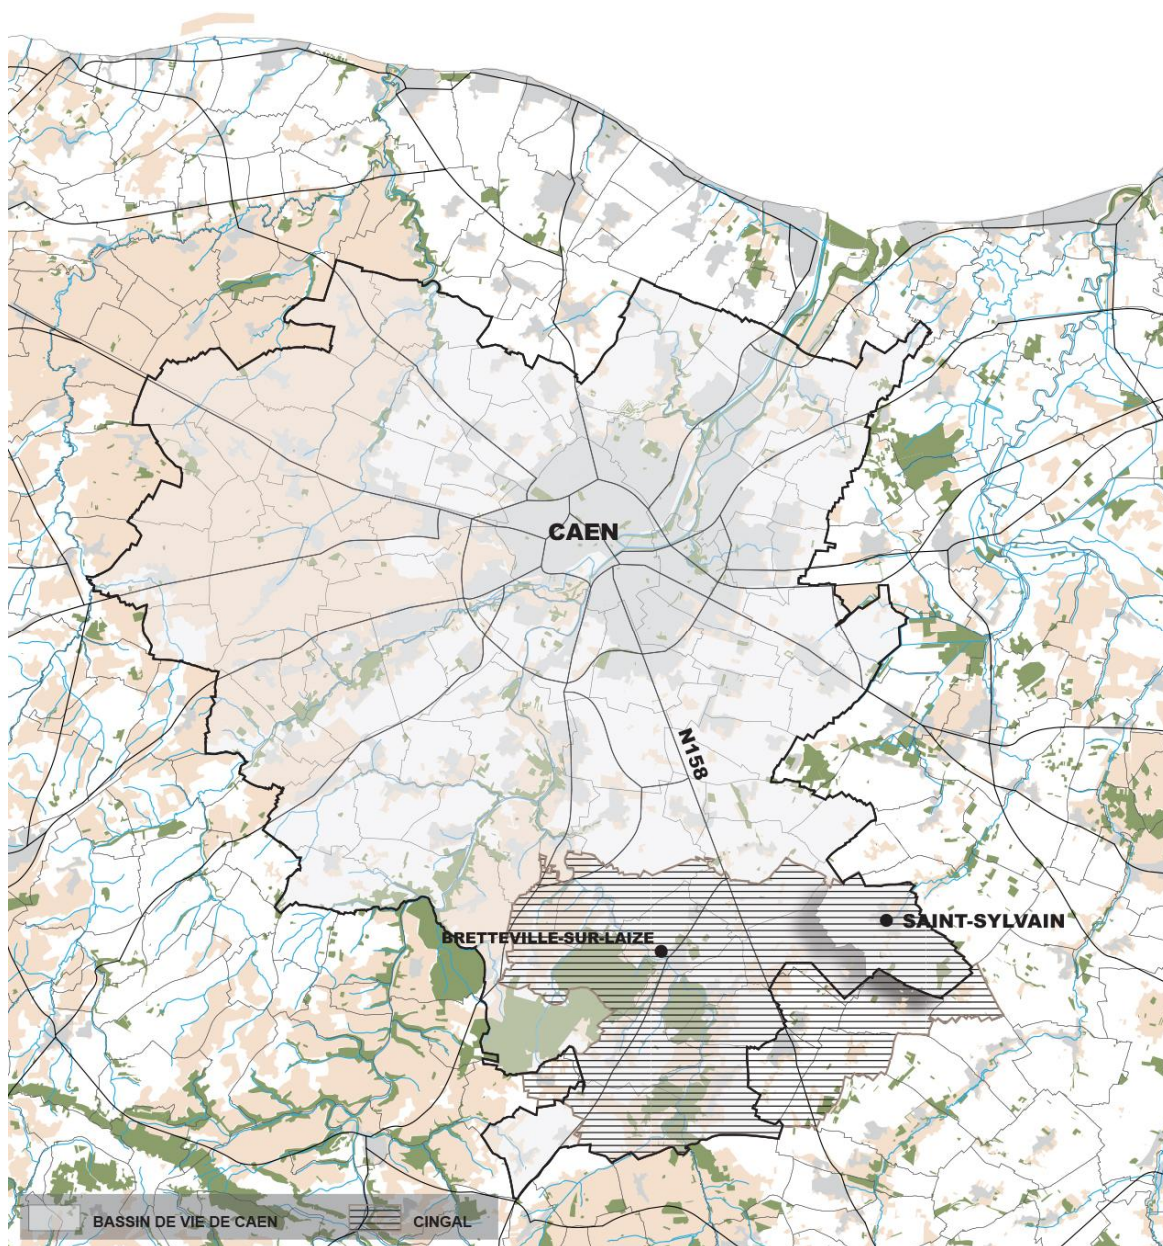 CAEN
N158
SAINT-SYLVAIN
BRETTEVILLE-SUR-LAIZE
BASSIN DE VIE DE CAEN
CINGAL